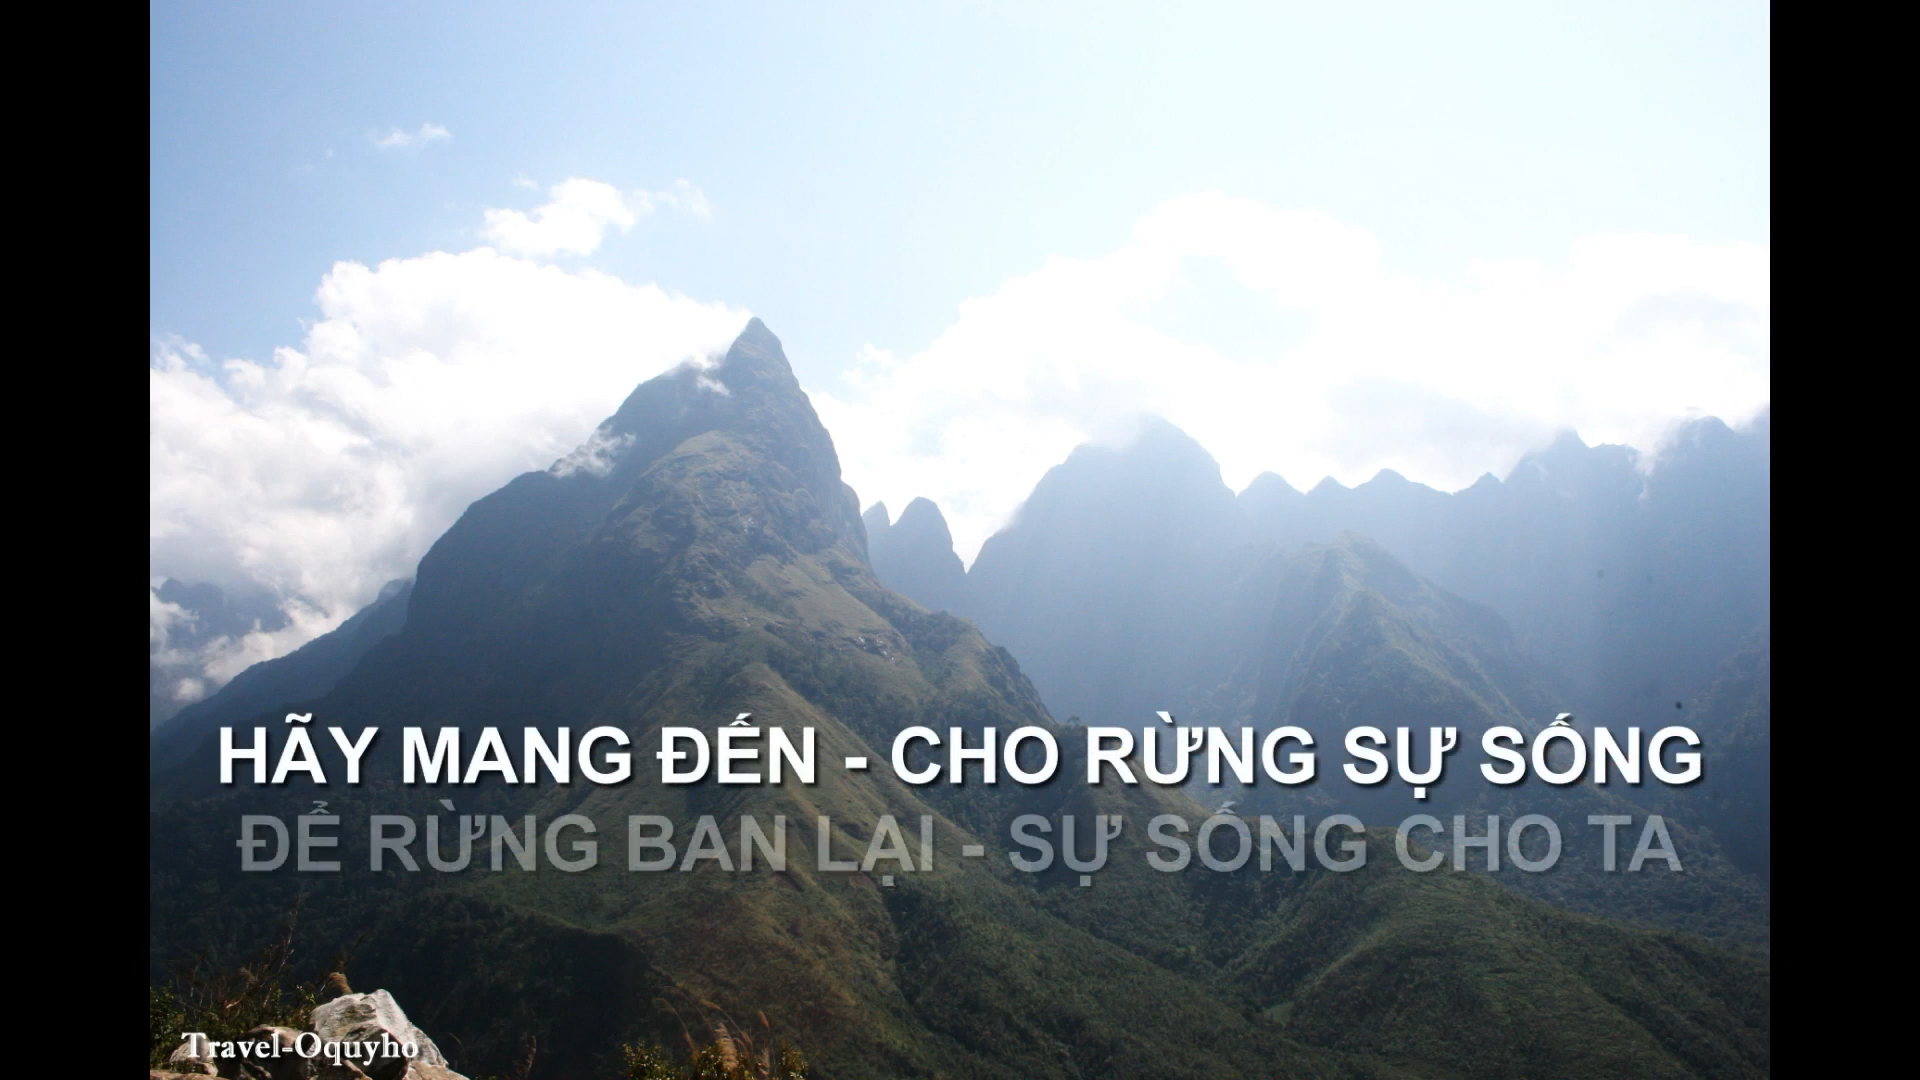 HÃY MANG ĐẾN - CHO RỪNG SỰ SỐNG
ĐỂ RỪNG BAN LẠI - SỰ SỐNG CHO TA
Travel-Oquyho